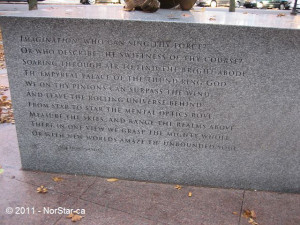 IMAGINATION! WHO CAN SING THY FORCE?
OR WHO DESCRIBE THE SWIFTNESS OF THY COURSE?
SOARING THROUGH AIR TO FIND THE BRIGHT ABODE,
TH' EMPYREAL PALACE OF THE THUND'RING GOD,
WE ON THY PINIONS CAN SURPASS THE WIND,
AND LEAVE THE ROLLING UNIVERSE BEHIND:
FROM STAR TO STAR THE MENTAL OPTICS ROVE,
MEASURE THE SKIES, AND RANGE THE REALMS ABOVE.
THERE IN ONE VIEW WE GRASP THE MIGHTY WHOLE,
OR WITH NEW WORLDS AMAZE TH' UNBOUNDED SOUL.
© 2011 - NorStar-ca